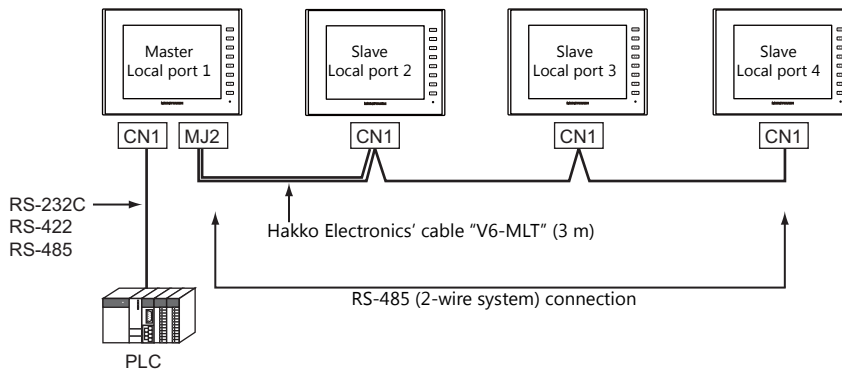 Master
Local port 1
Slave
Local port 2
Slave
Local port 3
Slave
Local port 4
CN1
MJ2
CN1
CN1
CN1
RS-232C
RS-422
RS-485
Hakko Electronics’ cable “V6-MLT” (3 m)
RS-485 (2-wire system) connection
PLC